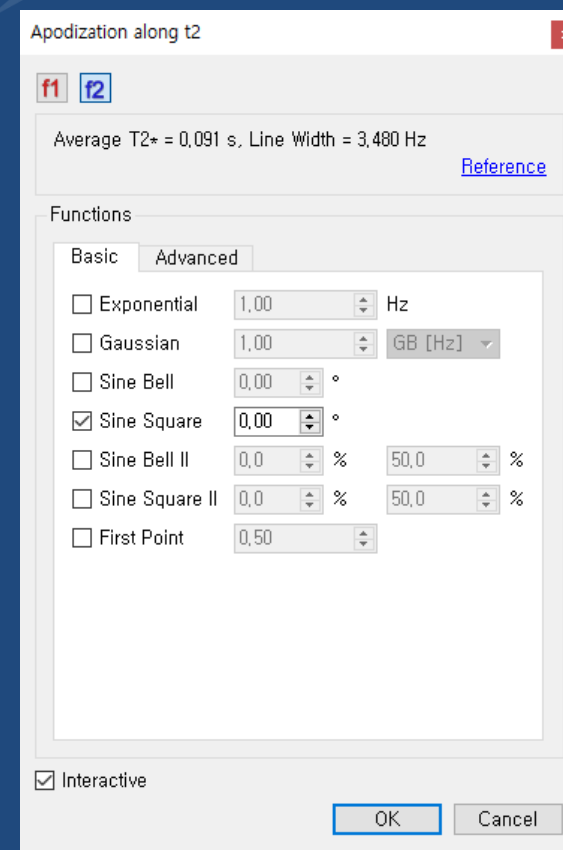 Apodization along t2
f1 f2
Average T2* = 0,091 s, Line Width = 3,480 Hz
Reference
Functions
Basic Advanced
Exponential 1,00 Hz
Gaussian 1,00 GB [Hz]
Sine Bell 0,00 °
Sine Square 0,00 °
Sine Bell II 0,0 % 50,0 %
Sine Square II 0,0 % 50,0 %
First Point 0,50
Interactive
OK Cancel